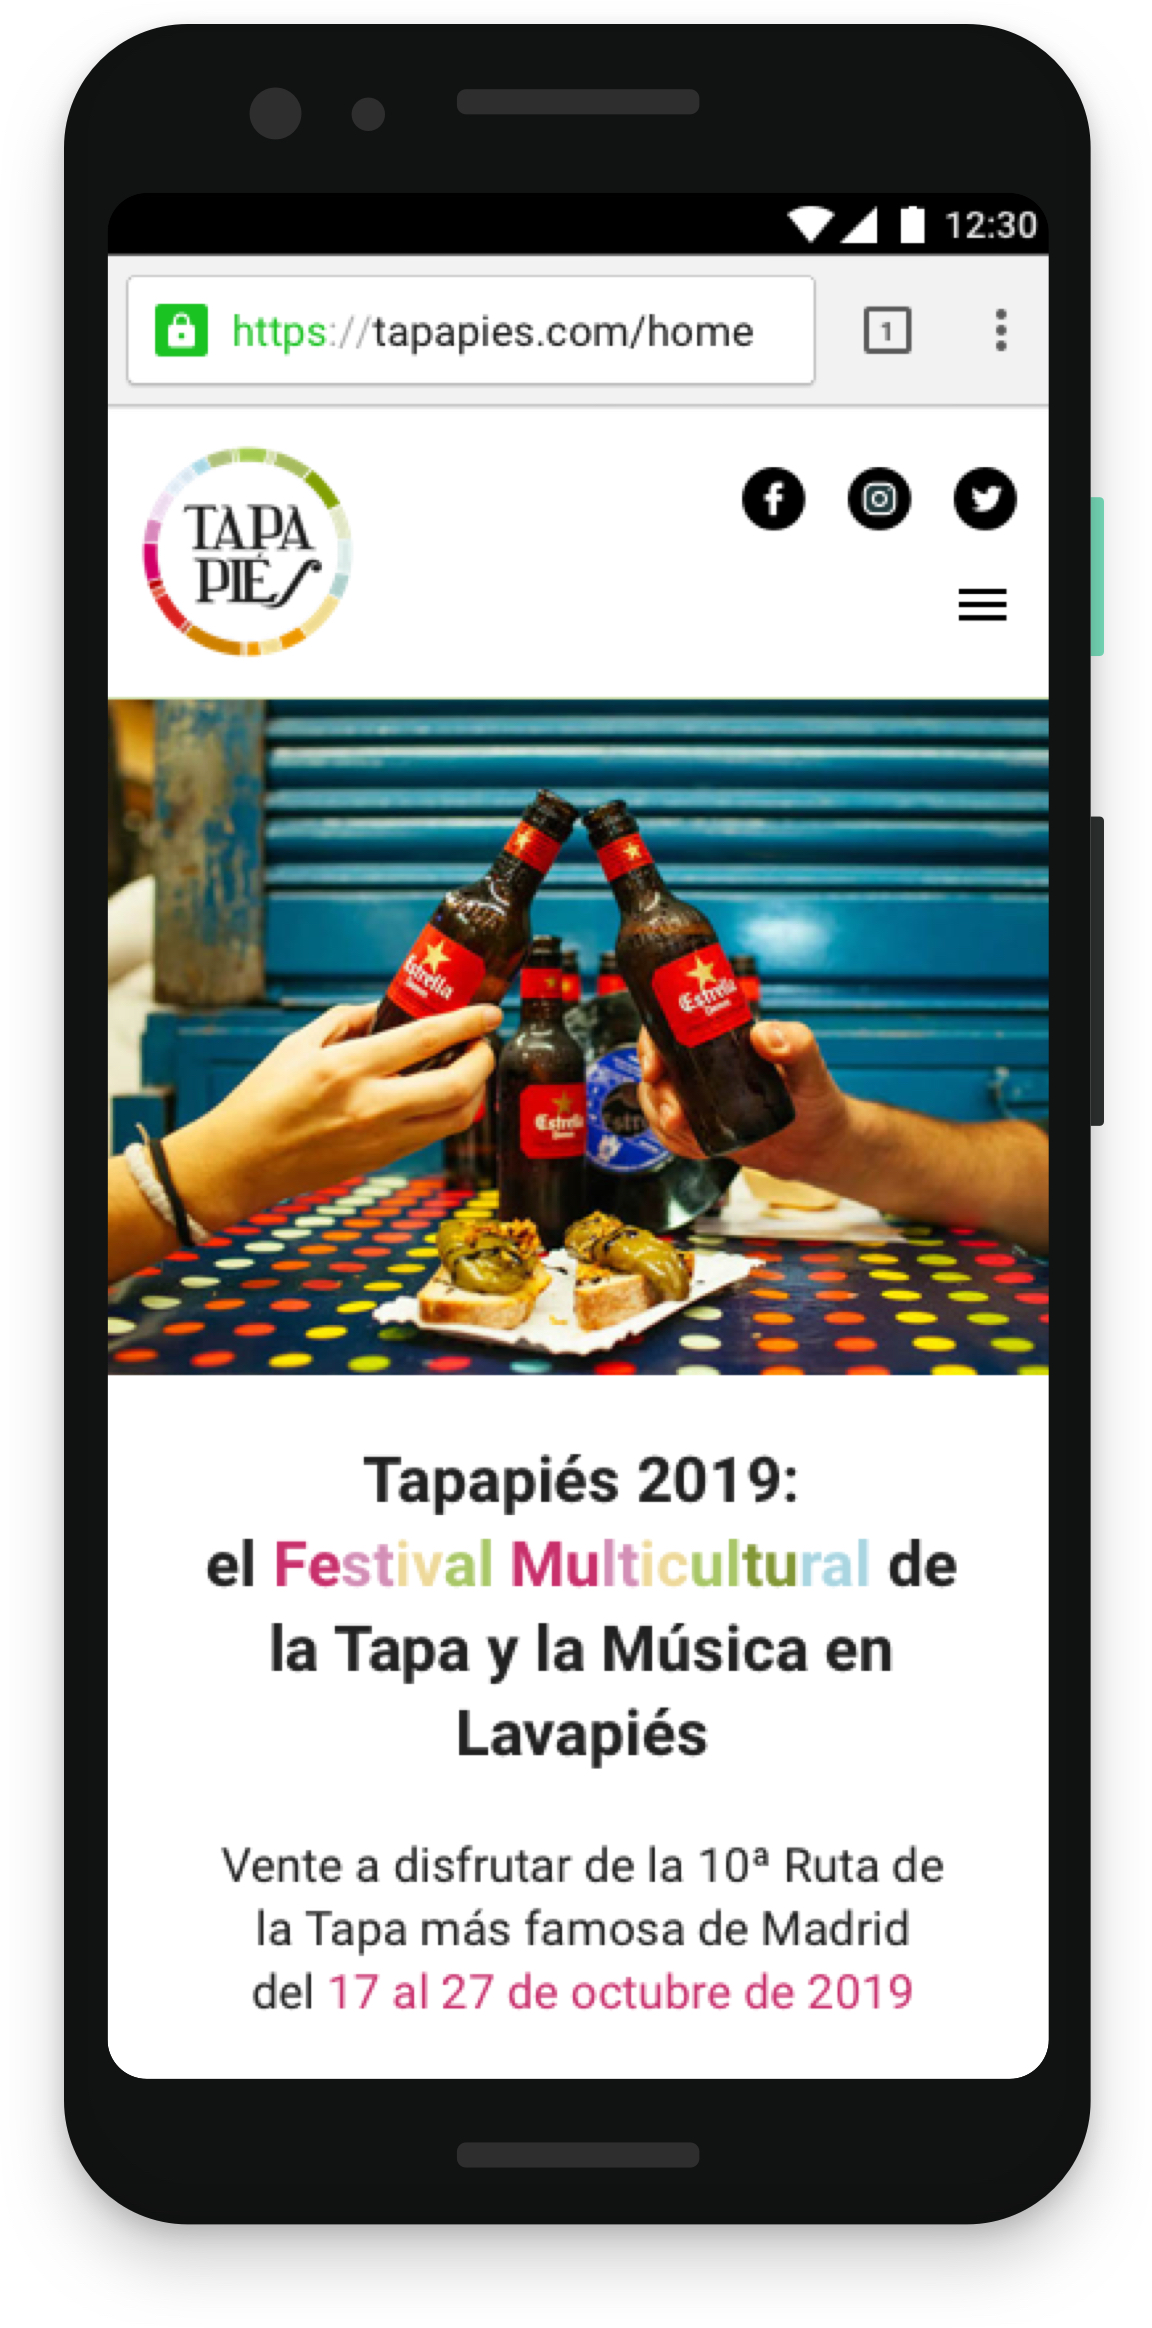 12:30
https://tapapies.com/home
1
TAPA
PIÉS
Estrella
Estrella
Estrella
Tapapiés 2019:
el Festival Multicultural de
la Tapa y la Música en
Lavapiés
Vente a disfrutar de la 10ª Ruta de
la Tapa más famosa de Madrid
del 17 al 27 de octubre de 2019